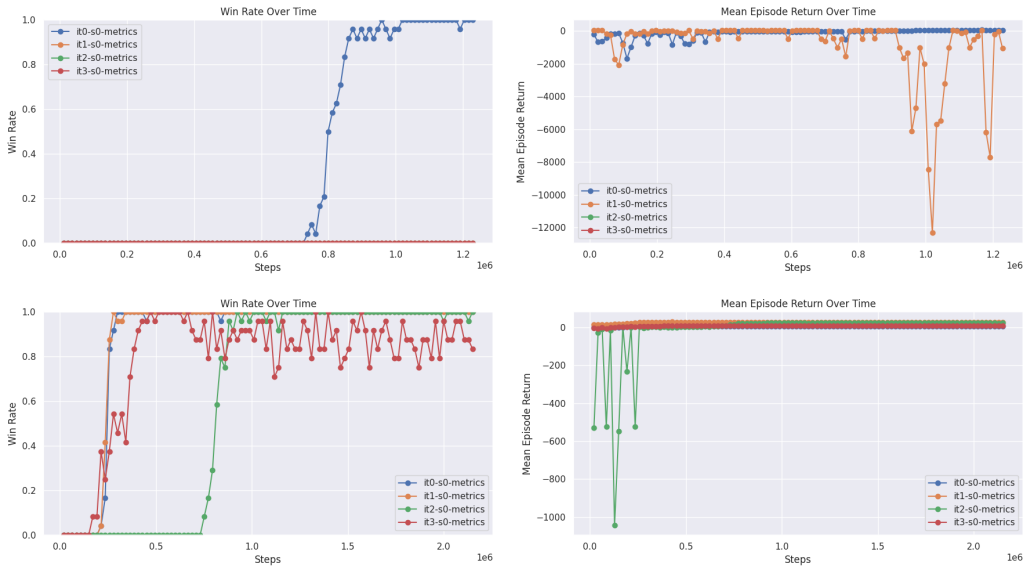 Win Rate Over Time
Win Rate
1.0
0.8
0.6
0.4
0.2
0.0
it0-s0-metrics
it1-s0-metrics
it2-s0-metrics
it3-s0-metrics
0.0 0.2 0.4 0.6 0.8 1.0 1.2
1e6
Steps
Mean Episode Return Over Time
Mean Episode Return
0
−2000
−4000
−6000
−8000
−10000
−12000
it0-s0-metrics
it1-s0-metrics
it2-s0-metrics
it3-s0-metrics
0.0 0.2 0.4 0.6 0.8 1.0 1.2
1e6
Steps
Win Rate Over Time
Win Rate
1.0
0.8
0.6
0.4
0.2
0.0
it0-s0-metrics
it1-s0-metrics
it2-s0-metrics
it3-s0-metrics
0.0 0.5 1.0 1.5 2.0
1e6
Steps
Mean Episode Return Over Time
Mean Episode Return
0
−200
−400
−600
−800
−1000
it0-s0-metrics
it1-s0-metrics
it2-s0-metrics
it3-s0-metrics
0.0 0.5 1.0 1.5 2.0
1e6
Steps